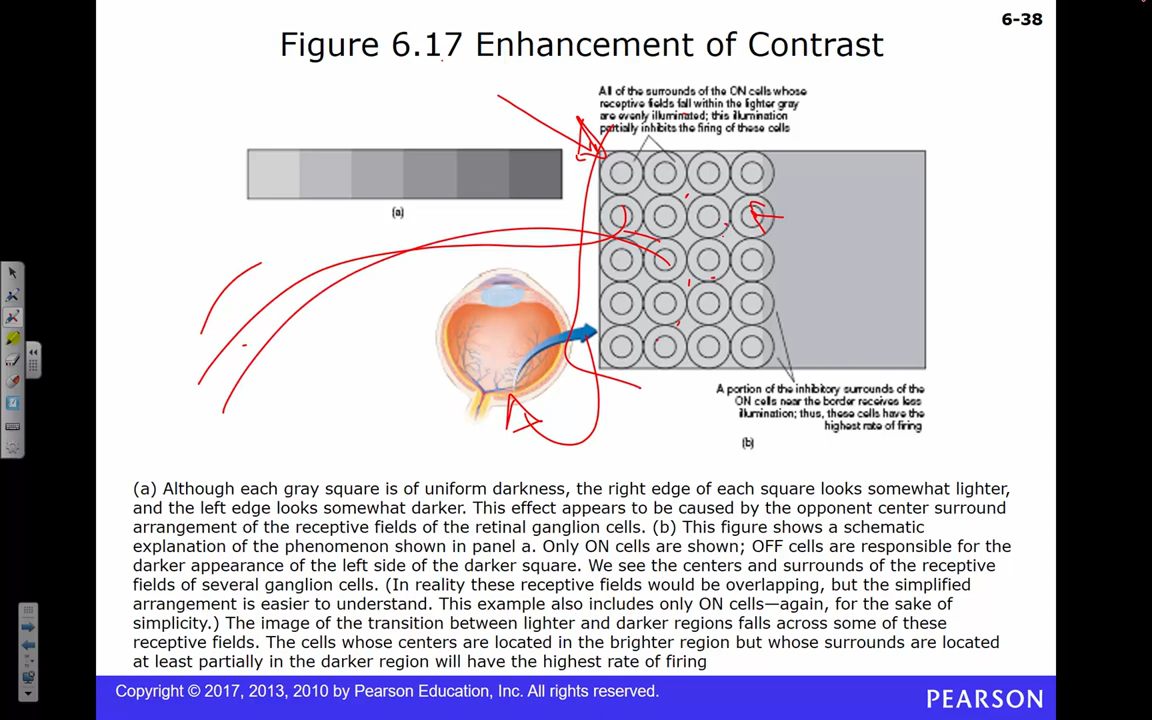 6-38
Figure 6.17 Enhancement of Contrast
All of the surrounds of the ON cells whose
receptive fields fall within the lighter gray
are evenly illuminated; this illumination
partially inhibits the firing of these cells
(a)
A portion of the inhibitory surrounds of the
ON cells near the border receives less
illumination; thus, these cells have the
highest rate of firing
(b)
(a) Although each gray square is of uniform darkness, the right edge of each square looks somewhat lighter,
and the left edge looks somewhat darker. This effect appears to be caused by the opponent center surround
arrangement of the receptive fields of the retinal ganglion cells. (b) This figure shows a schematic
explanation of the phenomenon shown in panel a. Only ON cells are shown; OFF cells are responsible for the
darker appearance of the left side of the darker square. We see the centers and surrounds of the receptive
fields of several ganglion cells. (In reality these receptive fields would be overlapping, but the simplified
arrangement is easier to understand. This example also includes only ON cells—again, for the sake of
simplicity.) The image of the transition between lighter and darker regions falls across some of these
receptive fields. The cells whose centers are located in the brighter region but whose surrounds are located
at least partially in the darker region will have the highest rate of firing
Copyright © 2017, 2013, 2010 by Pearson Education, Inc. All rights reserved.
PEARSON